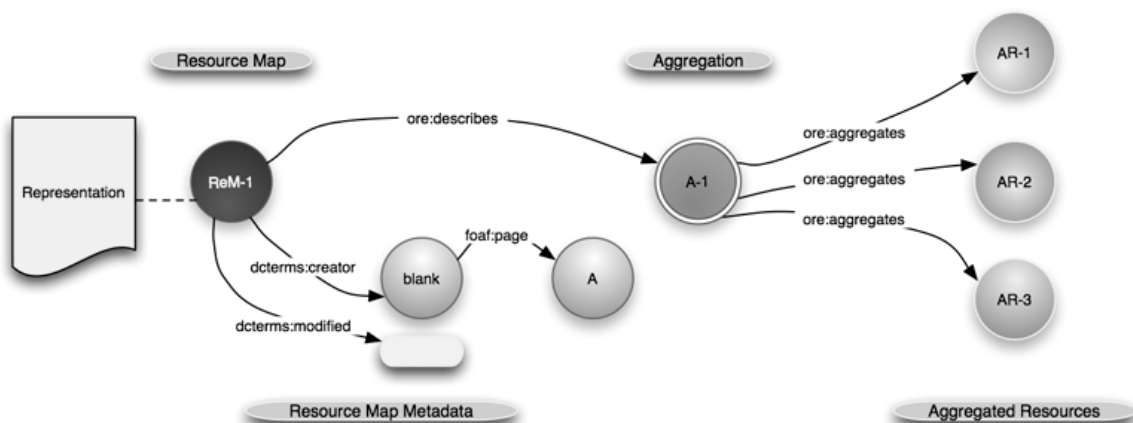 Resource Map
Aggregation
AR-1
ore:describes
ore:aggregates
Representation
ReM-1
A-1
ore:aggregates
AR-2
ore:aggregates
foaf:page
dcterms:creator
blank
A
AR-3
dcterms:modified
Resource Map Metadata
Aggregated Resources